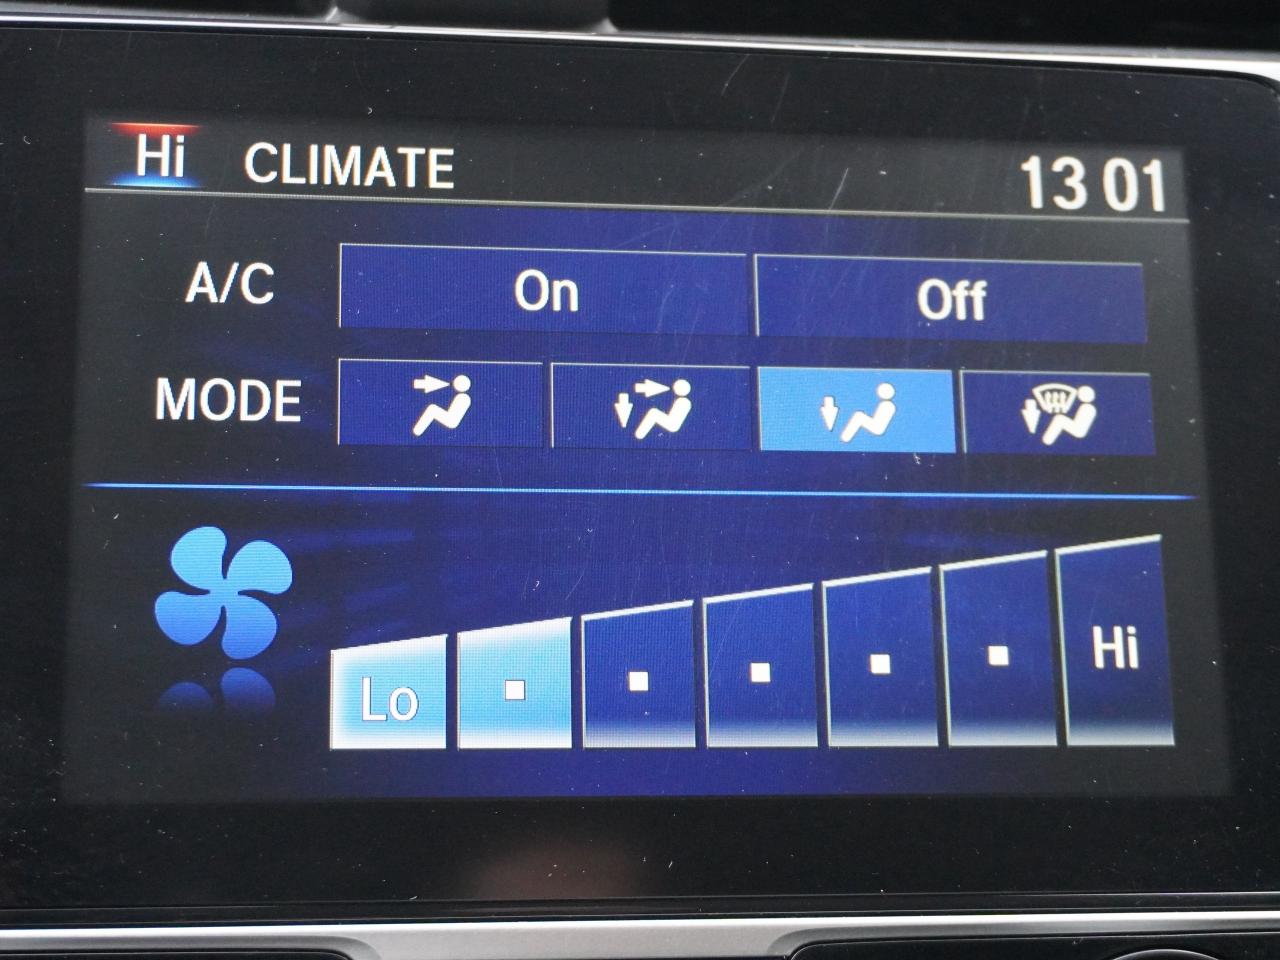 Hi CLIMATE 13 01
A/C On Off
MODE
Lo Hi